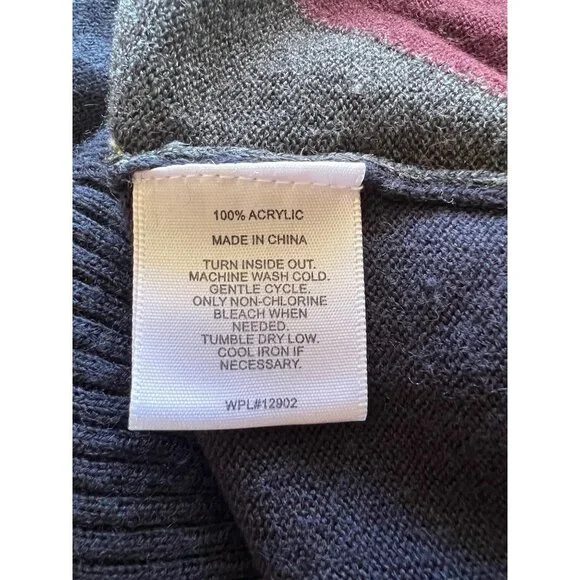 100% ACRYLIC
MADE IN CHINA
TURN INSIDE OUT.
MACHINE WASH COLD.
GENTLE CYCLE.
ONLY NON-CHLORINE
BLEACH WHEN
NEEDED.
TUMBLE DRY LOW.
COOL IRON IF
NECESSARY.
WPL#12902